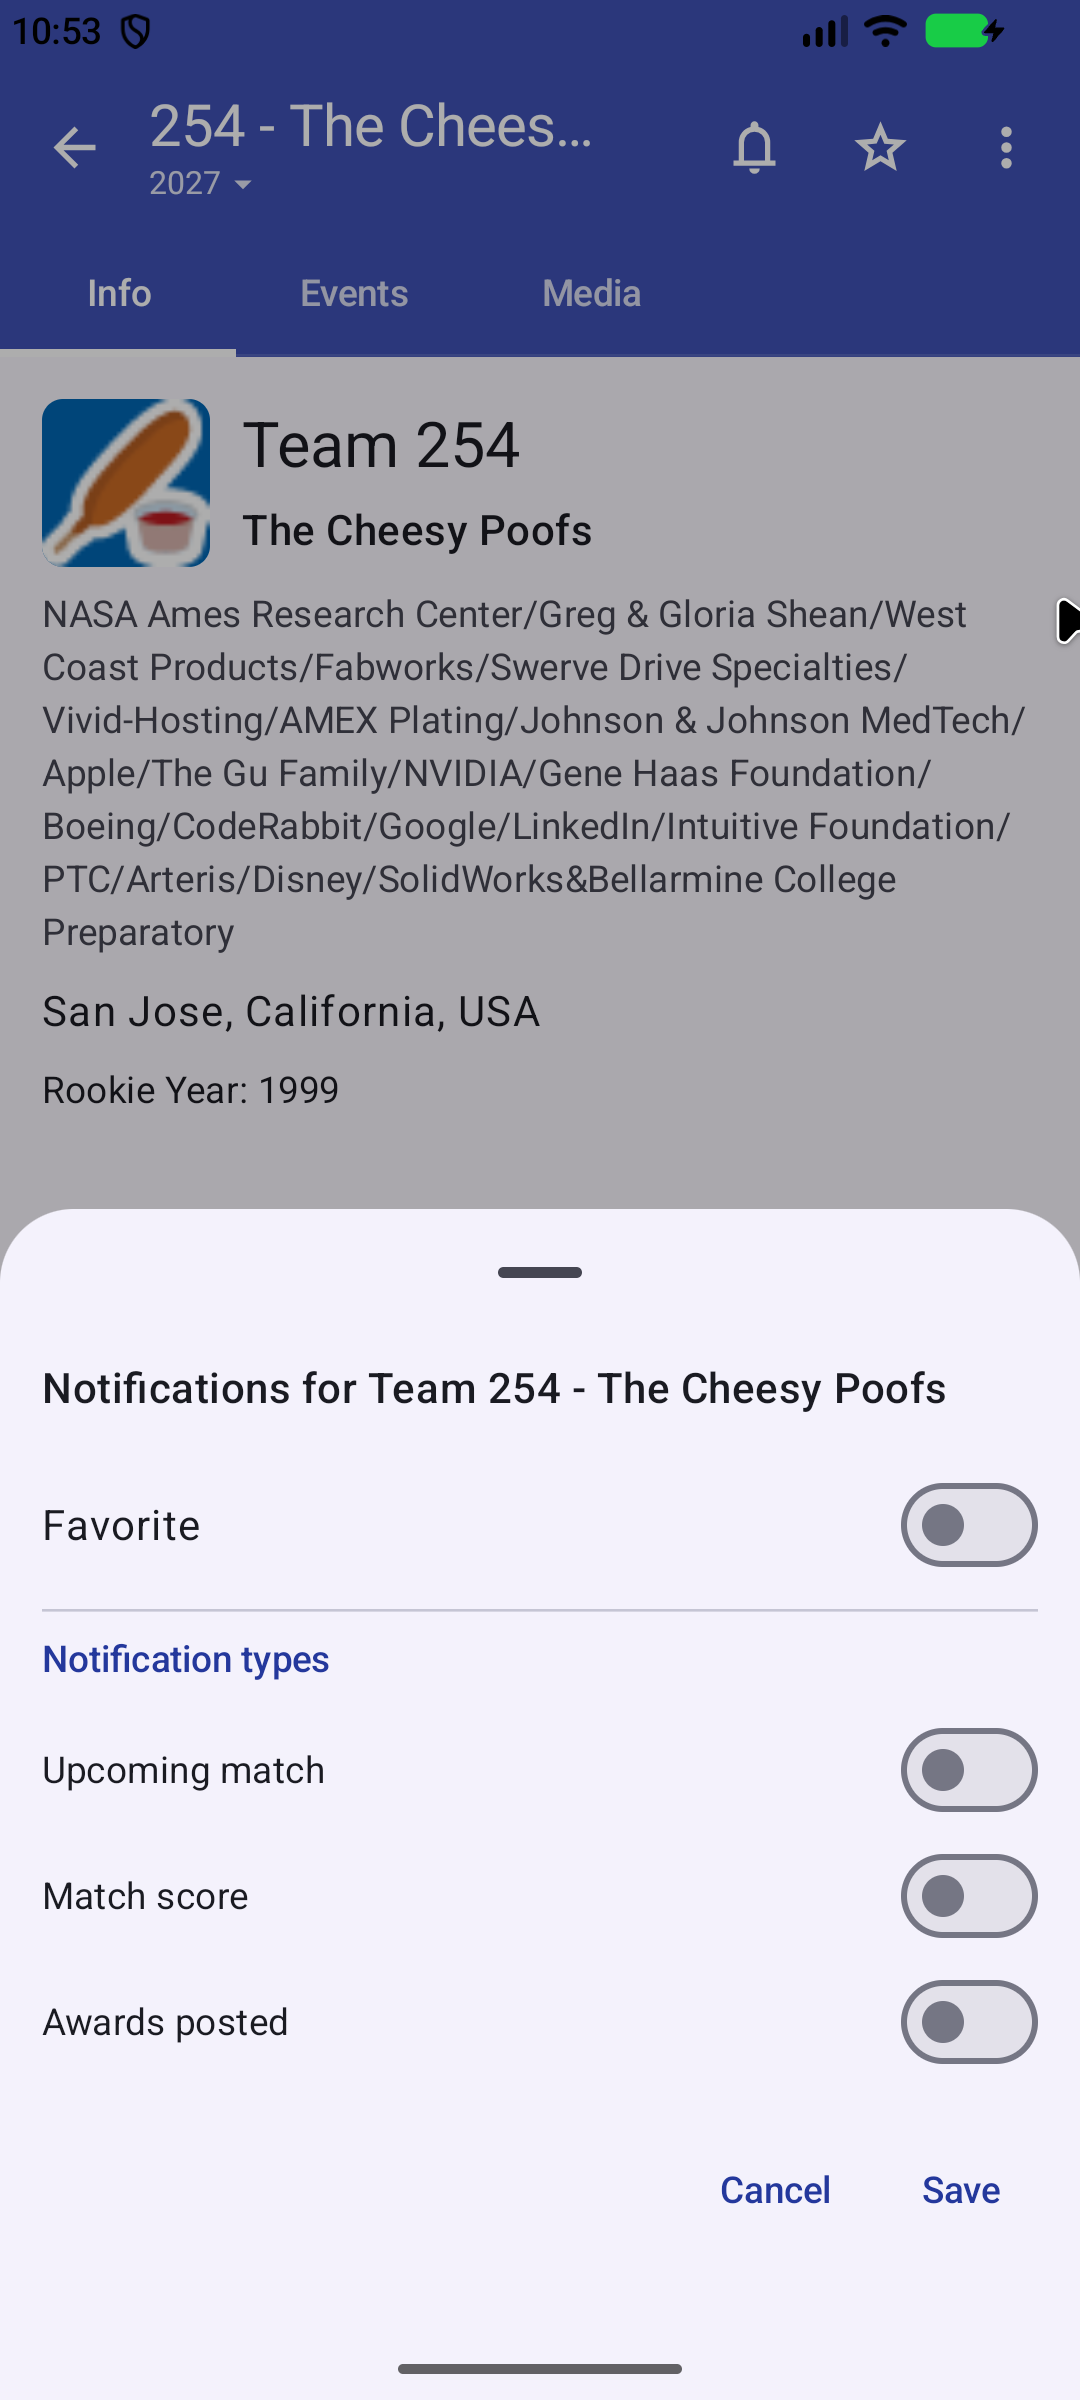 10:53
254 - The Chees...
2027
Info
Events
Media
Team 254
The Cheesy Poofs
NASA Ames Research Center/Greg & Gloria Shean/West
Coast Products/Fabworks/Swerve Drive Specialties/
Vivid-Hosting/AMEX Plating/Johnson & Johnson MedTech/
Apple/The Gu Family/NVIDIA/Gene Haas Foundation/
Boeing/CodeRabbit/Google/LinkedIn/Intuitive Foundation/
PTC/Arteris/Disney/SolidWorks&Bellarmine College
Preparatory
San Jose, California, USA
Rookie Year: 1999
Notifications for Team 254 - The Cheesy Poofs
Favorite
Notification types
Upcoming match
Match score
Awards posted
Cancel
Save